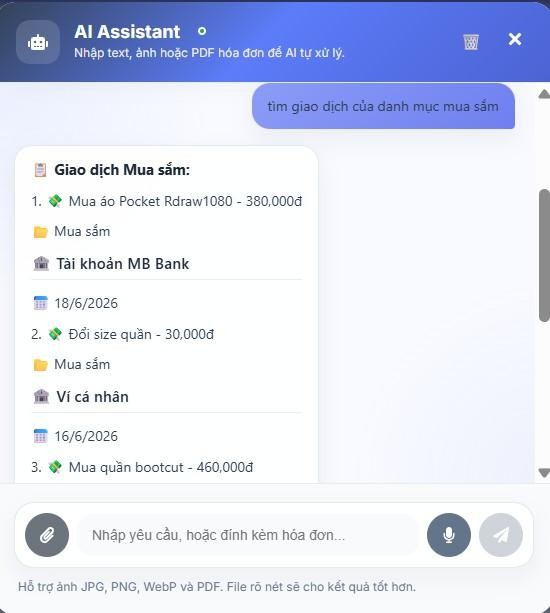 AI Assistant
Nhập text, ảnh hoặc PDF hóa đơn để AI tự xử lý.
tìm giao dịch của danh mục mua sắm
Giao dịch Mua sắm:
1. Mua áo Pocket Rdraw1080 - 380,000đ
Mua sắm
Tài khoản MB Bank
18/6/2026
2. Đổi size quần - 30,000đ
Mua sắm
Ví cá nhân
16/6/2026
3. Mua quần bootcut - 460,000đ
Nhập yêu cầu, hoặc đính kèm hóa đơn...
Hỗ trợ ảnh JPG, PNG, WebP và PDF. File rõ nét sẽ cho kết quả tốt hơn.